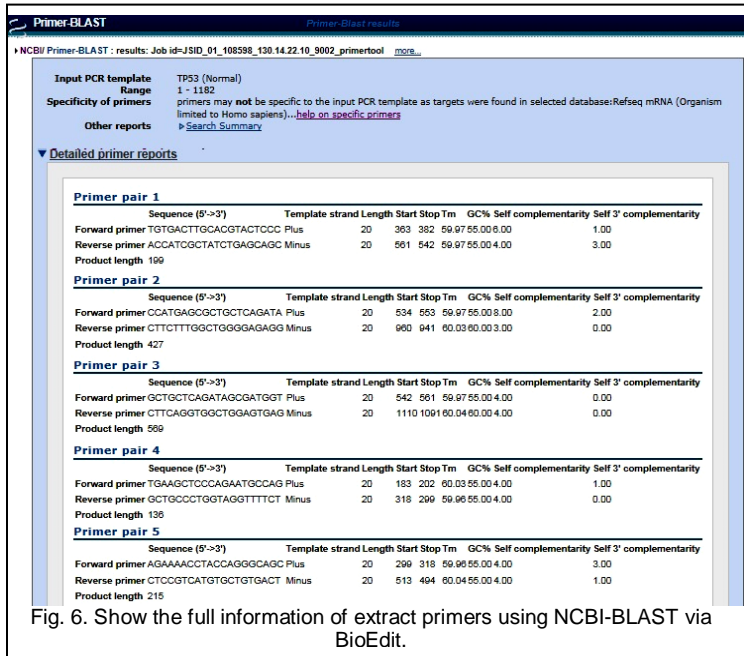 Primer-BLAST Primer-Blast results
NCBI/ Primer-BLAST : results: Job id=JSID_01_108598_130.14.22.10_9002_primertool more...
Input PCR template TP53 (Normal)
Range 1 - 1182
Specificity of primers primers may not be specific to the input PCR template as targets were found in selected database:Refseq mRNA (Organism
limited to Homo sapiens)...help on specific primers
Other reports Search Summary
Detailed primer reports
Primer pair 1
Sequence (5'->3') Template strand Length Start Stop Tm GC% Self complementarity Self 3' complementarity
Forward primer TGTGACTTGCACGTACTCCC Plus 20 363 382 59.97 55.00 6.00 1.00
Reverse primer ACCATCGCTATCTGAGCAGC Minus 20 561 542 59.97 55.00 4.00 3.00
Product length 199
Primer pair 2
Sequence (5'->3') Template strand Length Start Stop Tm GC% Self complementarity Self 3' complementarity
Forward primer CCATGAGCGCTGCTCAGATA Plus 20 534 553 59.97 55.00 8.00 2.00
Reverse primer CTTCTTTGGCTGGGGAGAGG Minus 20 960 941 60.03 60.00 3.00 0.00
Product length 427
Primer pair 3
Sequence (5'->3') Template strand Length Start Stop Tm GC% Self complementarity Self 3' complementarity
Forward primer GCTGCTCAGATAGCGATGGT Plus 20 542 561 59.97 55.00 4.00 0.00
Reverse primer CTTCAGGTGGCTGGAGTGAG Minus 20 1110 1091 60.04 60.00 4.00 0.00
Product length 569
Primer pair 4
Sequence (5'->3') Template strand Length Start Stop Tm GC% Self complementarity Self 3' complementarity
Forward primer TGAAGCTCCCAGAATGCCAG Plus 20 183 202 60.03 55.00 4.00 1.00
Reverse primer GCTGCCCTGGTAGGTTTTCT Minus 20 318 299 59.96 55.00 4.00 0.00
Product length 136
Primer pair 5
Sequence (5'->3') Template strand Length Start Stop Tm GC% Self complementarity Self 3' complementarity
Forward primer AGAAAACCTACCAGGGCAGC Plus 20 299 318 59.96 55.00 4.00 3.00
Reverse primer CTCCGTCATGTGCTGTGACT Minus 20 513 494 60.04 55.00 4.00 1.00
Product length 215
Fig. 6. Show the full information of extract primers using NCBI-BLAST via
BioEdit.